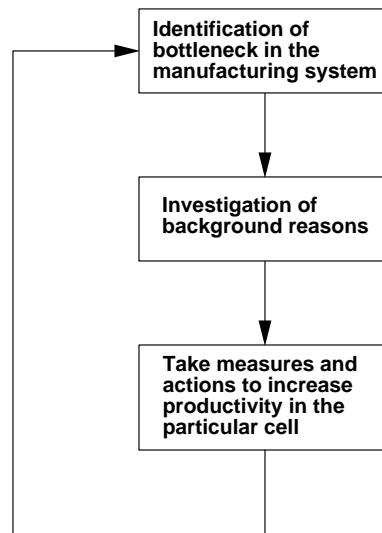 Identification of
bottleneck in the
manufacturing system
Investigation of
background reasons
Take measures and
actions to increase
productivity in the
particular cell